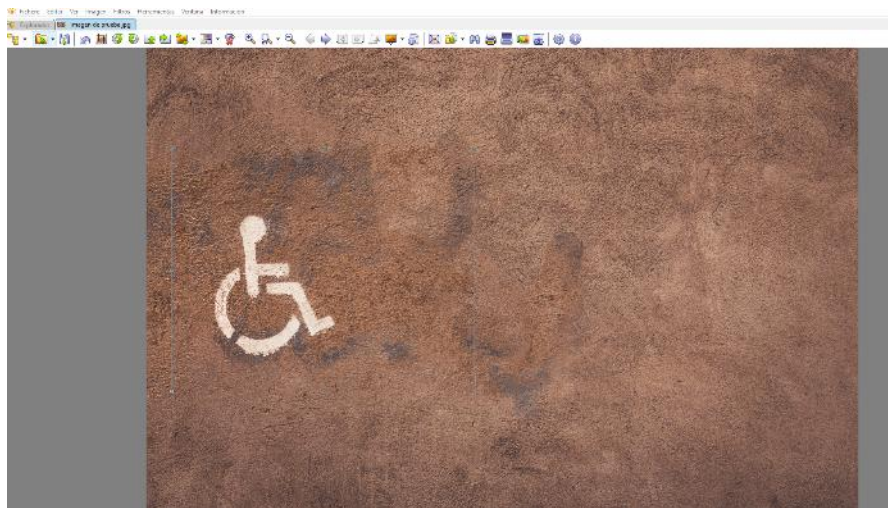 Fichero Editar Ver Imagen Filtros Herramientas Ventana Información
Explorador imagen de prueba.jpg